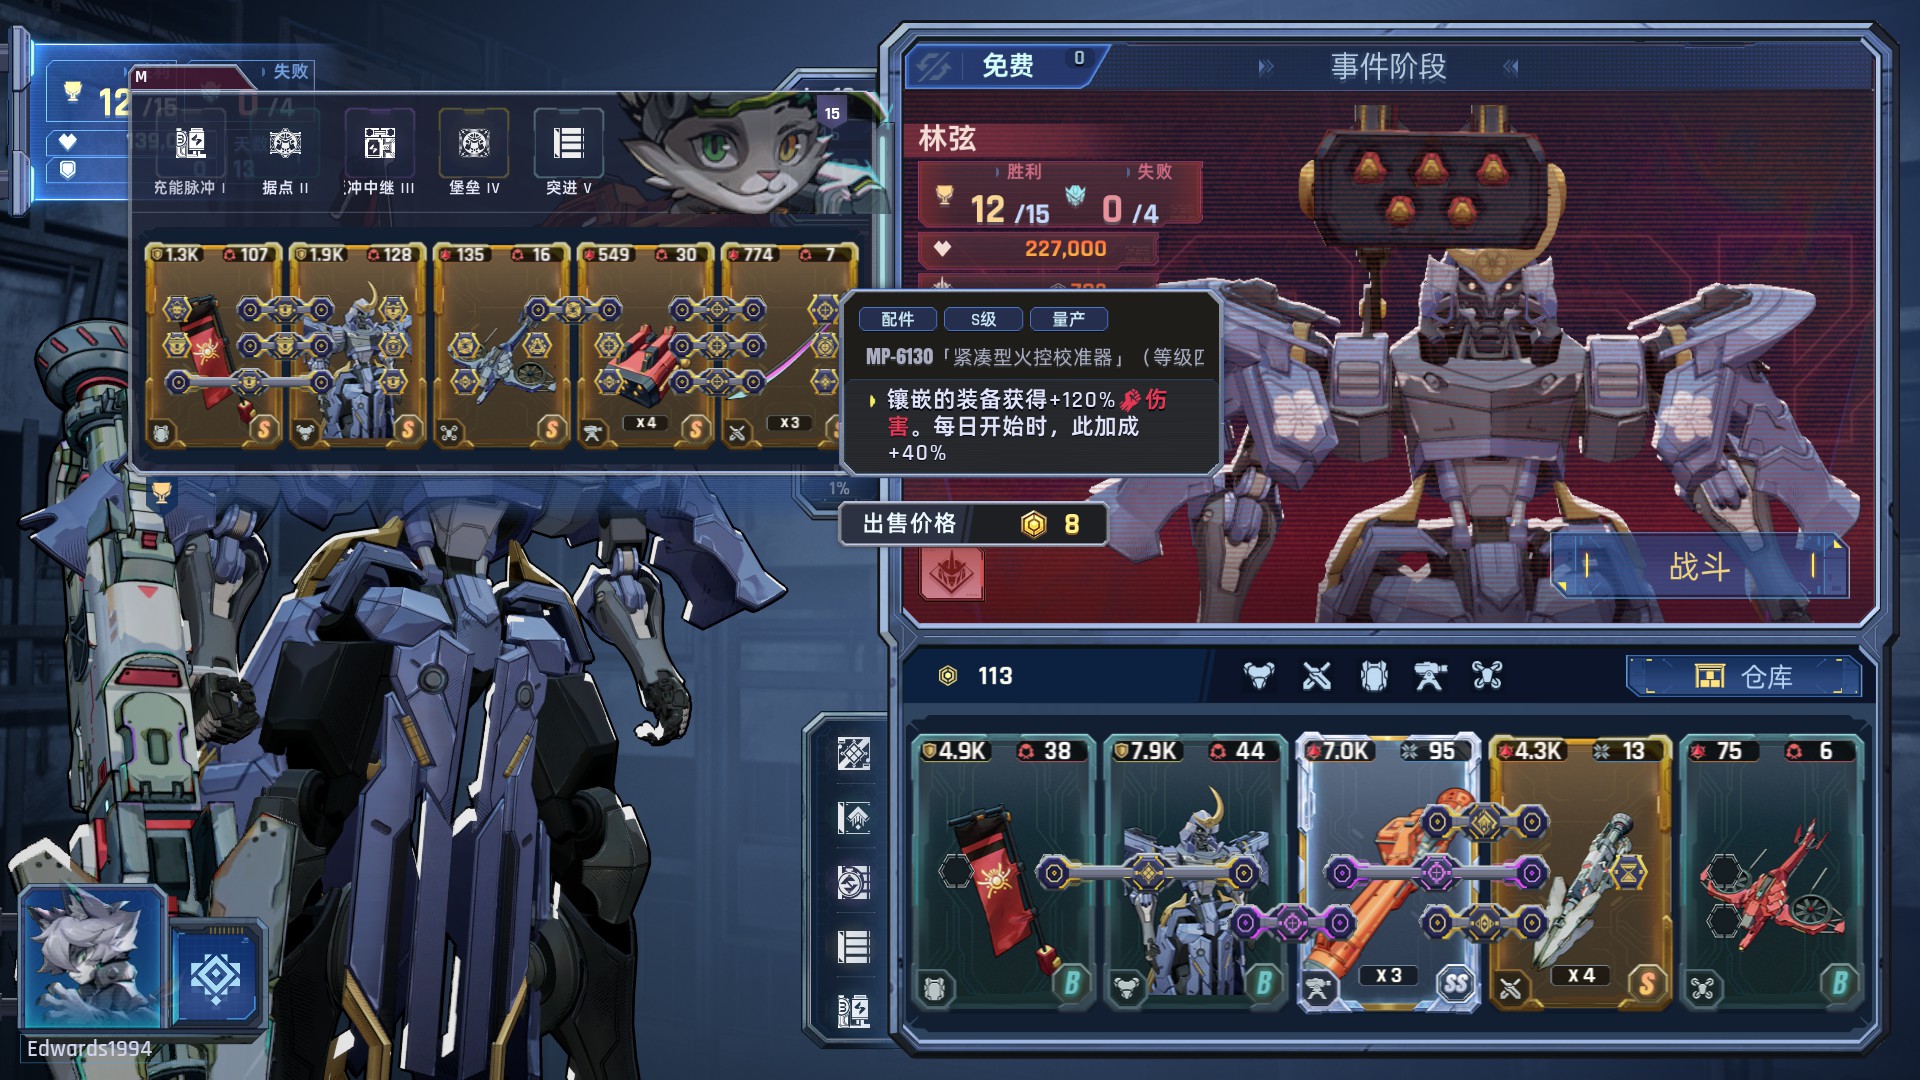 免费
0
事件阶段
M
失败
12
/15
0
/4
15
充能脉冲 I
据点 II
冲中继 III
堡垒 IV
突进 V
1.3K
107
1.9K
128
135
16
549
30
774
7
S
S
S
x4
S
x3
林弦
胜利
失败
12
/15
0
/4
227,000
配件
S级
量产
MP-6130「紧凑型火控校准器」（等级
镶嵌的装备获得+120%伤
害。每日开始时，此加成
+40%
1%
出售价格
8
战斗
113
仓库
4.9K
38
7.9K
44
7.0K
95
4.3K
13
75
6
B
B
x3
SS
x4
S
B
Edwards1994